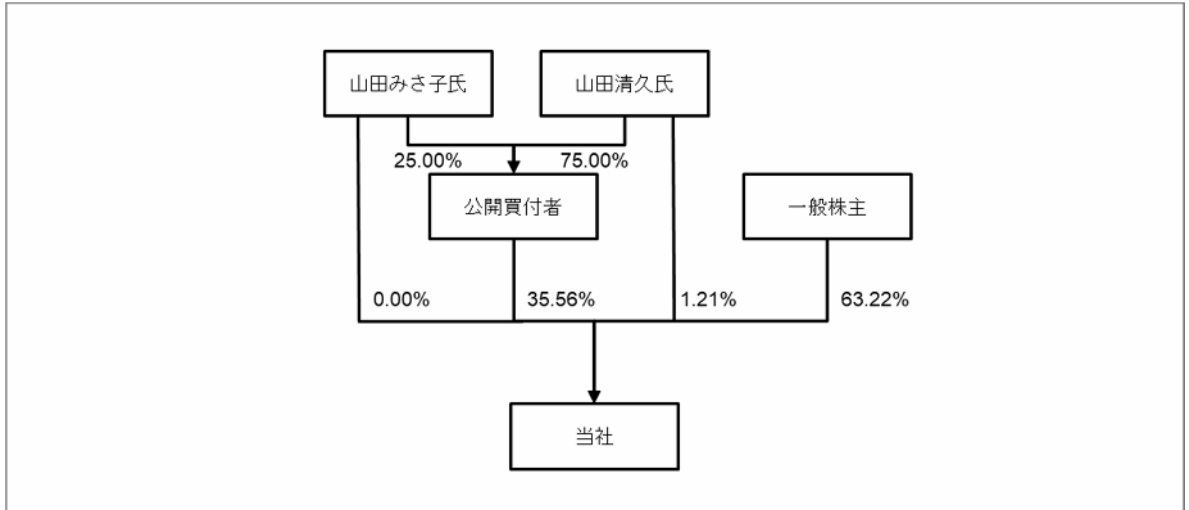 山田みさ子氏
山田清久氏
25.00%
75.00%
公開買付者
一般株主
0.00%
35.56%
1.21%
63.22%
当社